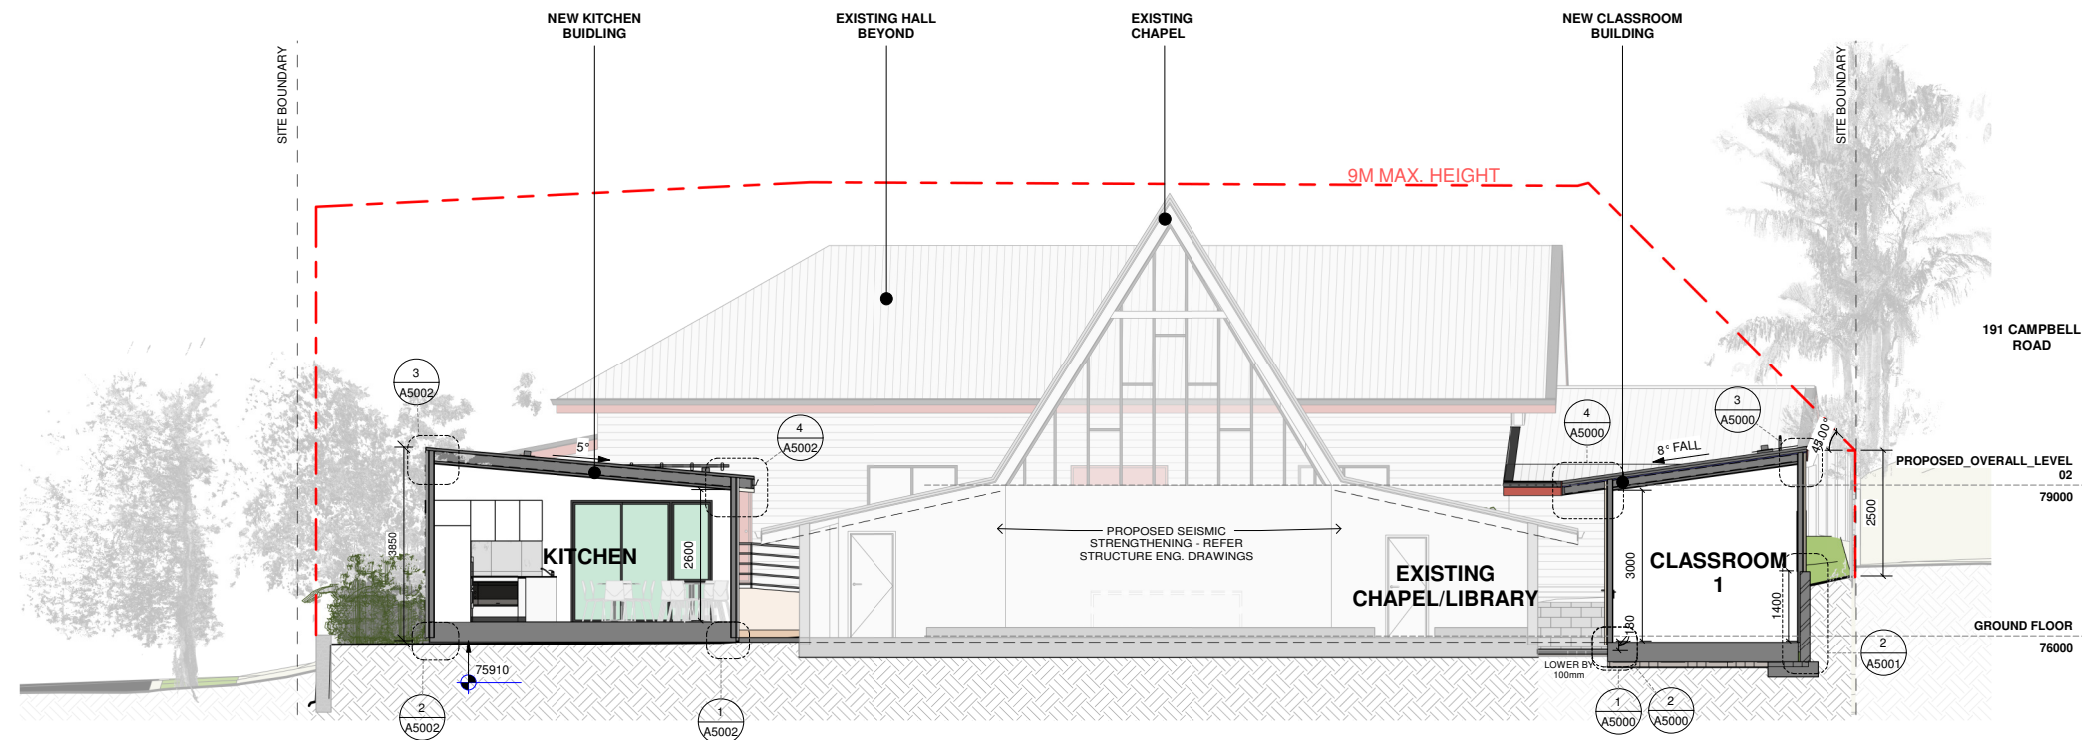 NEW KITCHEN
BUIDLING
EXISTING HALL
BEYOND
EXISTING
CHAPEL
NEW CLASSROOM
BUILDING
SITE BOUNDARY
SITE BOUNDARY
9M MAX. HEIGHT
191 CAMPBELL
ROAD
3
A5002
4
A5002
4
A5000
3
A5000
5°
8° FALL
45.00°
PROPOSED_OVERALL_LEVEL
02
79000
2500
3850
2600
KITCHEN
PROPOSED SEISMIC
STRENGTHENING - REFER
STRUCTURE ENG. DRAWINGS
EXISTING
CHAPEL/LIBRARY
3000
CLASSROOM
1
1400
180
GROUND FLOOR
76000
75910
LOWER BY
100mm
2
A5001
2
A5002
1
A5002
1
A5000
2
A5000